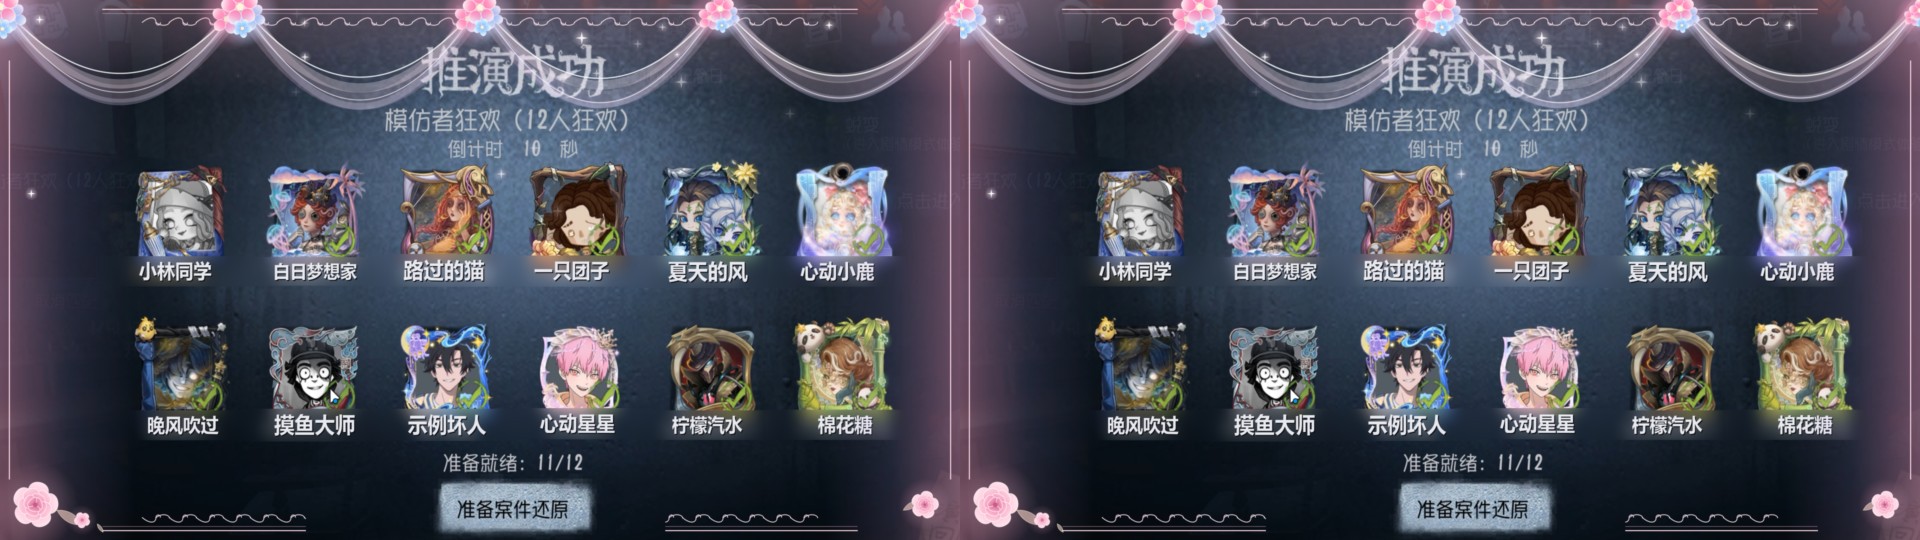 推演成功
模仿者狂欢（12人狂欢）
倒计时 10 秒
小林同学 白日梦想家 路过的猫 一只团子 夏天的风 心动小鹿
晚风吹过 摸鱼大师 示例坏人 心动星星 柠檬汽水 棉花糖
准备就绪：11/12
准备案件还原
推演成功
模仿者狂欢（12人狂欢）
倒计时 10 秒
小林同学 白日梦想家 路过的猫 一只团子 夏天的风 心动小鹿
晚风吹过 摸鱼大师 示例坏人 心动星星 柠檬汽水 棉花糖
准备就绪：11/12
准备案件还原